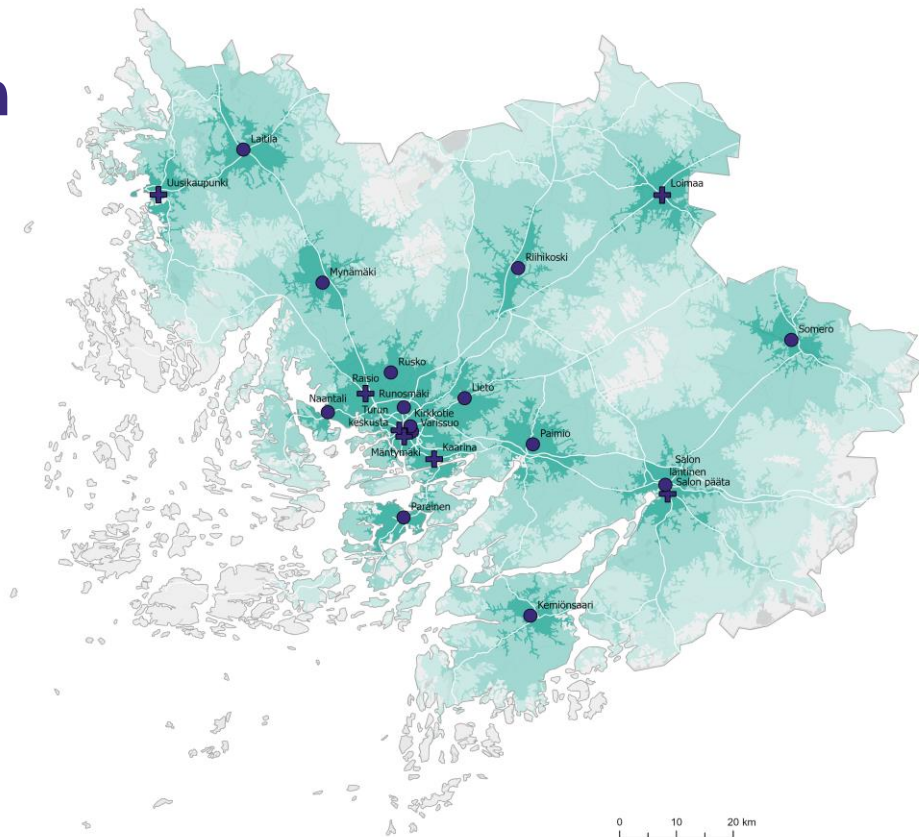 n
Laitila
Uusikaupunki
Loimaa
Riihikoski
Mynämäki
Somero
Rusko
Raisio
Runosmäki
Lieto
Naantali
Turun
keskusta
Kirkkotie
Varissuo
Mäntymäki
Kaarina
Paimio
Salon
läntinen
Salon pääta
Parainen
Kemiönsaari
0 10 20 km